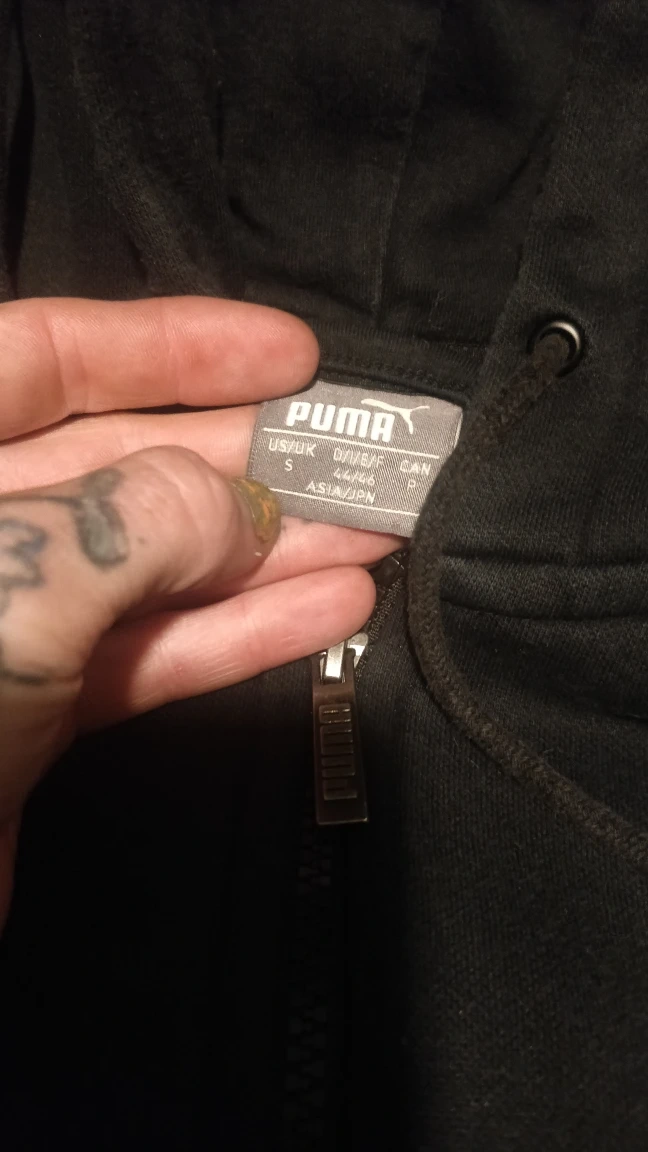 PUMA
US/UK D/I/E/F CAN
S 44/46 P
ASIA/JPN
PUMA